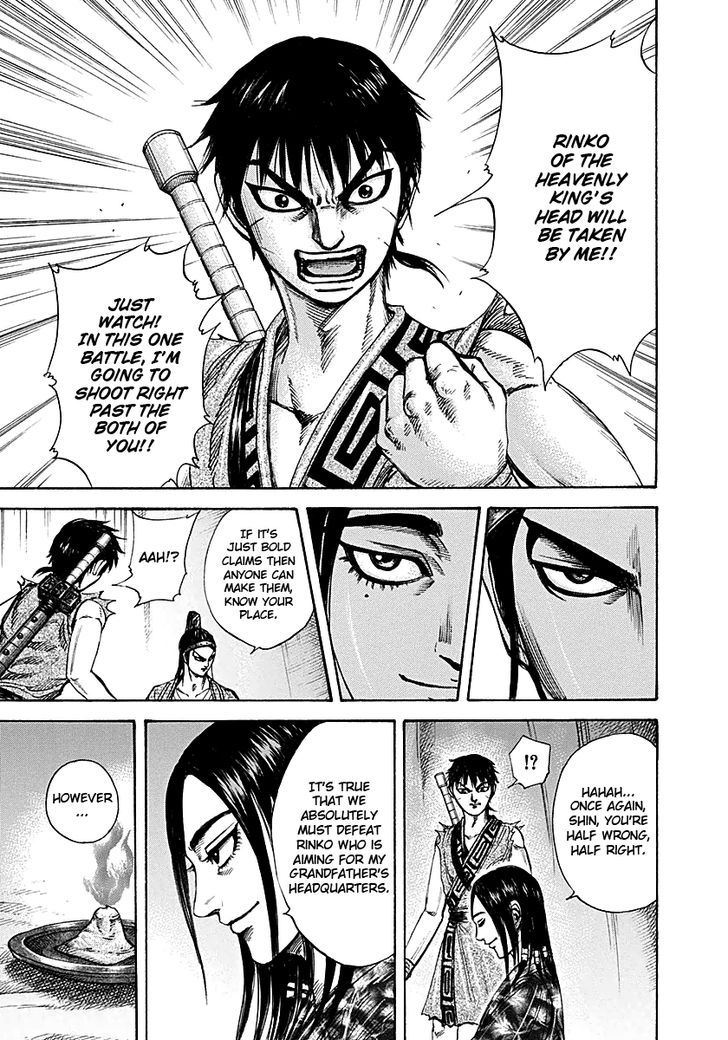 RINKO
OF THE
HEAVENLY
KING'S
HEAD WILL
BE TAKEN
BY ME!!
JUST
WATCH!
IN THIS ONE
BATTLE, I'M
GOING TO
SHOOT RIGHT
PAST THE
BOTH OF
YOU!!
IF IT'S
JUST BOLD
CLAIMS THEN
ANYONE CAN
MAKE THEM,
KNOW YOUR
PLACE.
AAH!?
!?
HAHAH...
ONCE AGAIN,
SHIN, YOU'RE
HALF WRONG,
HALF RIGHT.
IT'S TRUE
THAT WE
ABSOLUTELY
MUST DEFEAT
RINKO WHO IS
AIMING FOR MY
GRANDFATHER'S
HEADQUARTERS.
HOWEVER
...